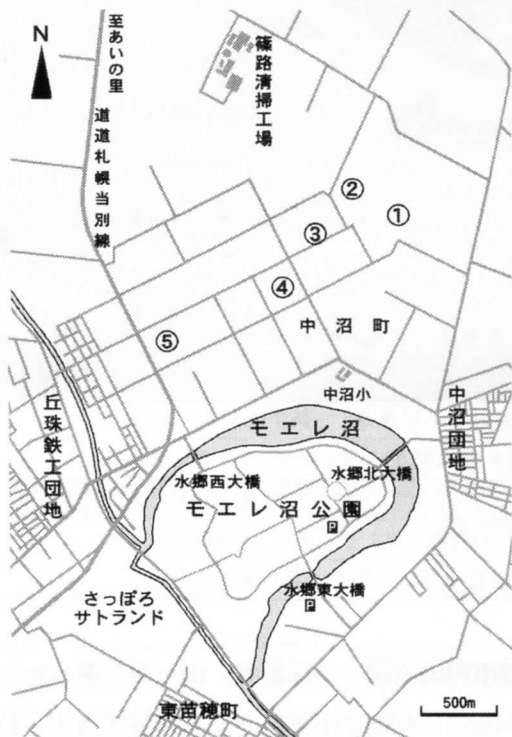 N
至あいの里
道道札幌当別線
篠路清掃工場
②
①
③
④
⑤
中沼町
中沼小
中沼団地
モエレ沼
丘珠鉄工団地
水郷西大橋
水郷北大橋
モエレ沼公園
P
水郷東大橋
P
さっぽろ
サトランド
東苗穂町
500m